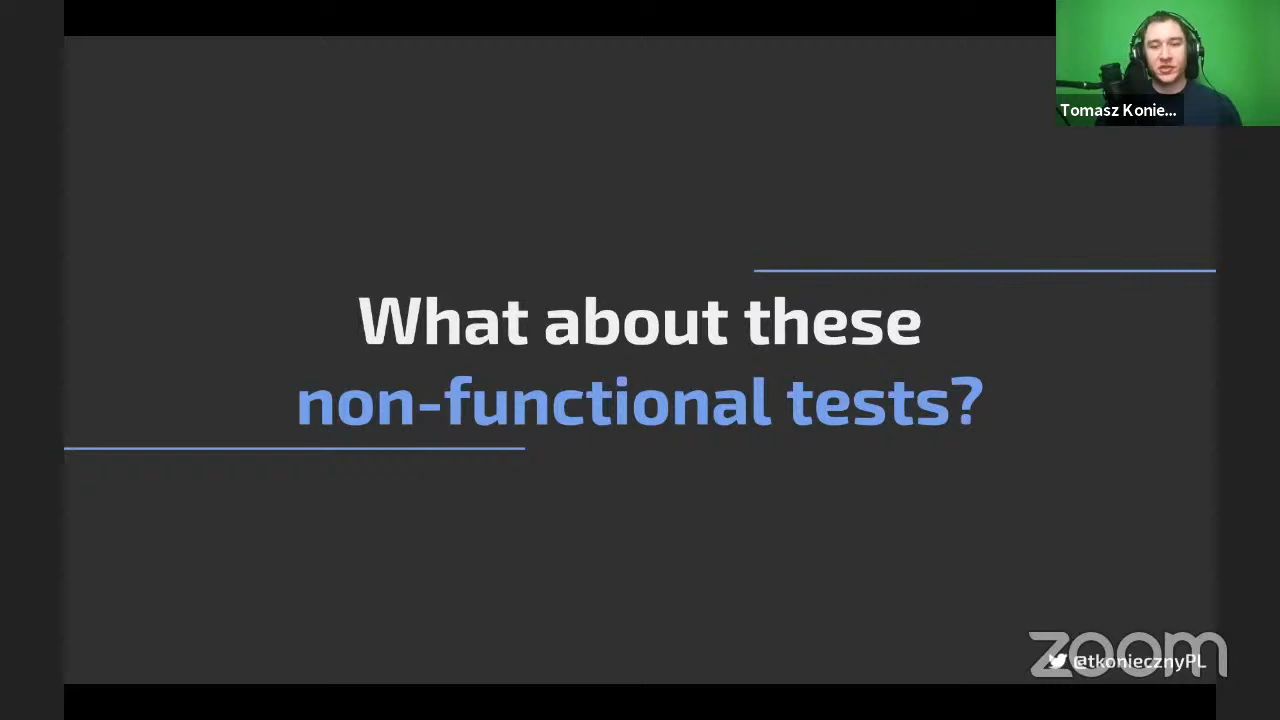 Tomasz Konie...
What about these
non-functional tests?
@tkoniecznyPL
zoom